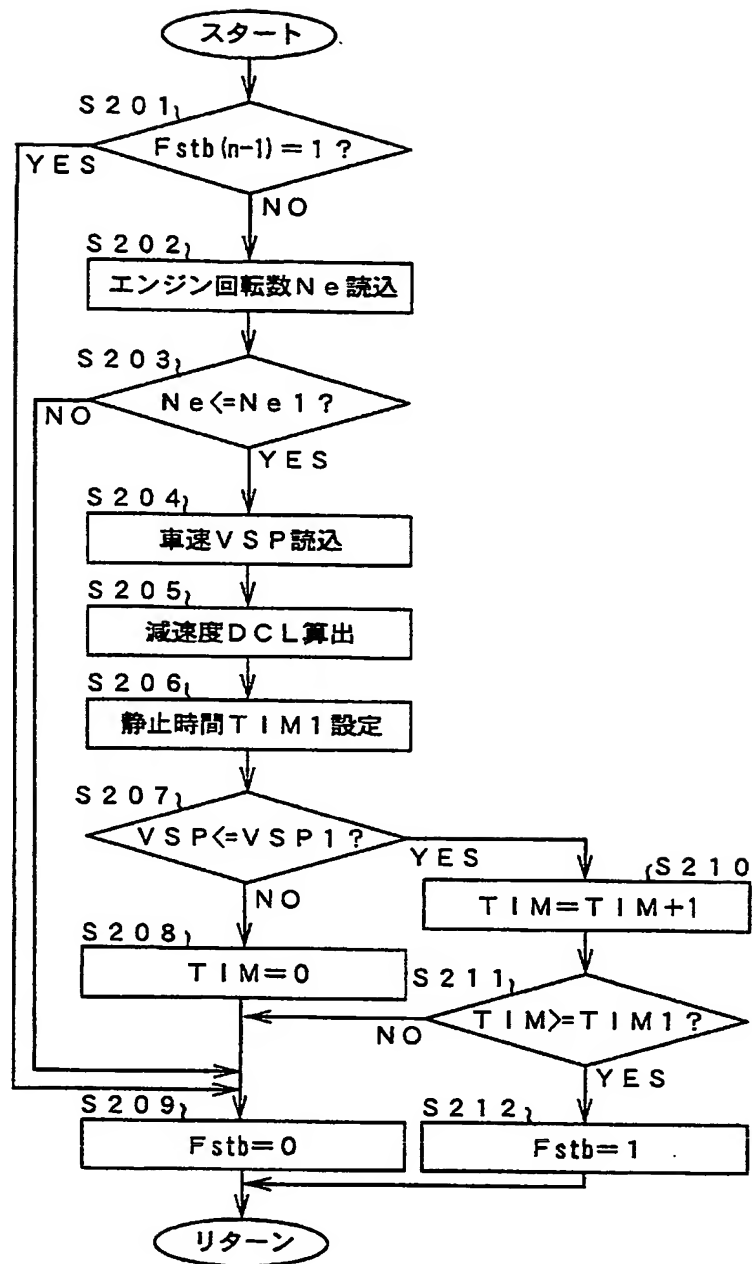 スタート
S201
Fstb(n-1)=1?
YES
NO
S202
エンジン回転数Ne読込
S203
Ne<=Ne1?
NO
YES
S204
車速VSP読込
S205
減速度DCL算出
S206
静止時間TIM1設定
S207
VSP<=VSP1?
YES
NO
S210
TIM=TIM+1
S208
TIM=0
S211
TIM>=TIM1?
NO
YES
S209
Fstb=0
S212
Fstb=1
リターン